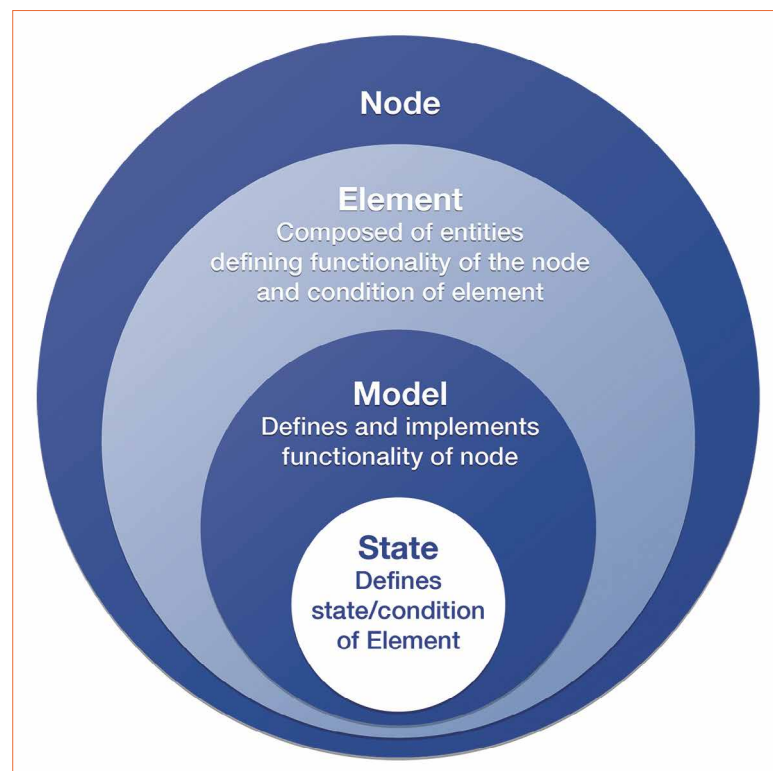 Node
Element
Composed of entities
defining functionality of the node
and condition of element
Model
Defines and implements
functionality of node
State
Defines
state/condition
of Element